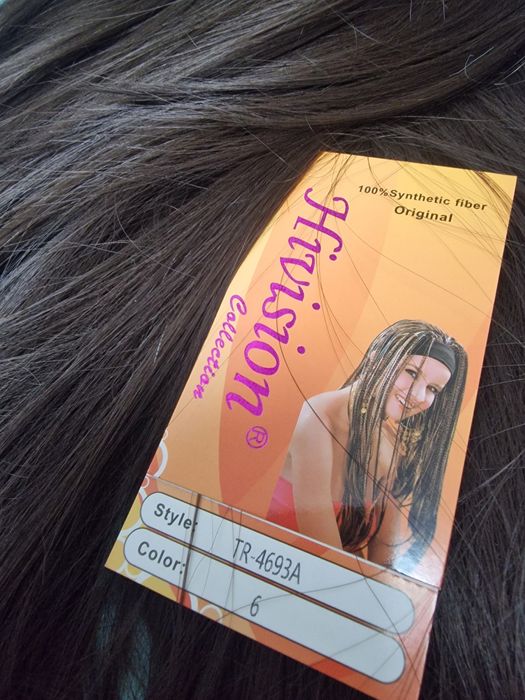 100%Synthetic fiber
Original
Hivision®
Collection
Style: TR-4693A
Color: 6